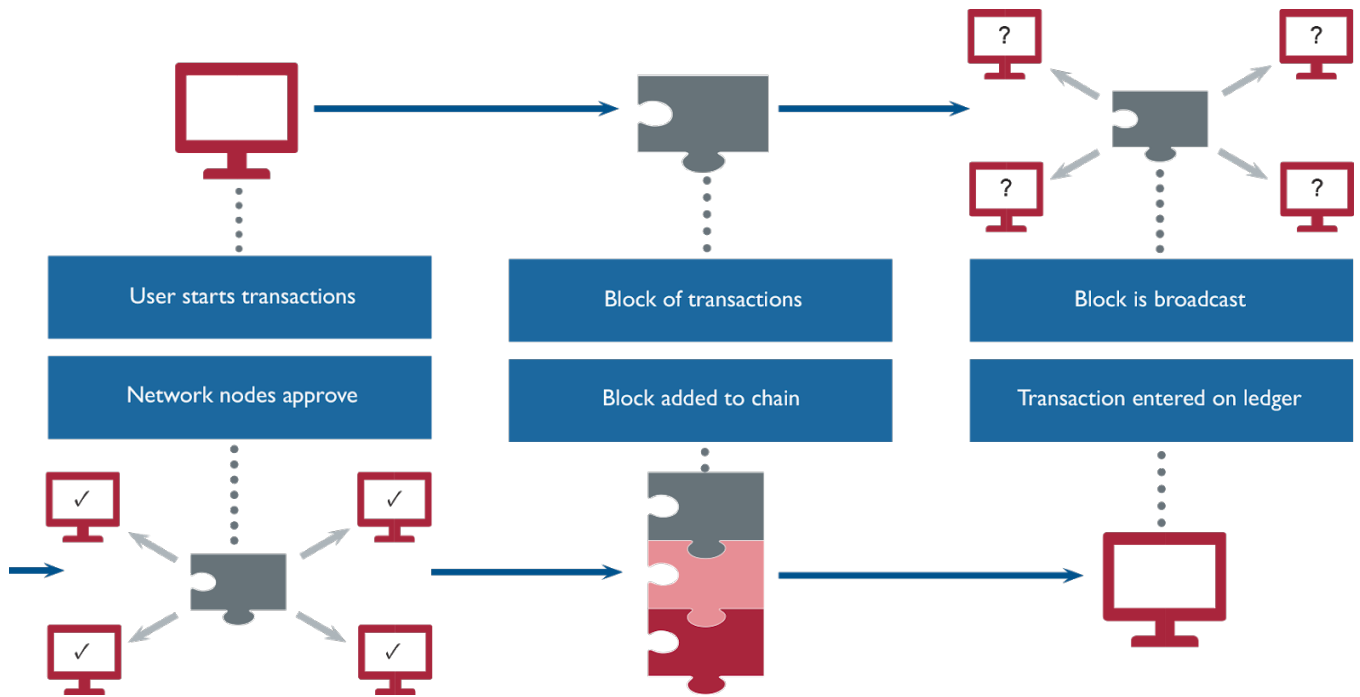 ? ?
? ?
User starts transactions
Block of transactions
Block is broadcast
Network nodes approve
Block added to chain
Transaction entered on ledger
✓ ✓
✓ ✓